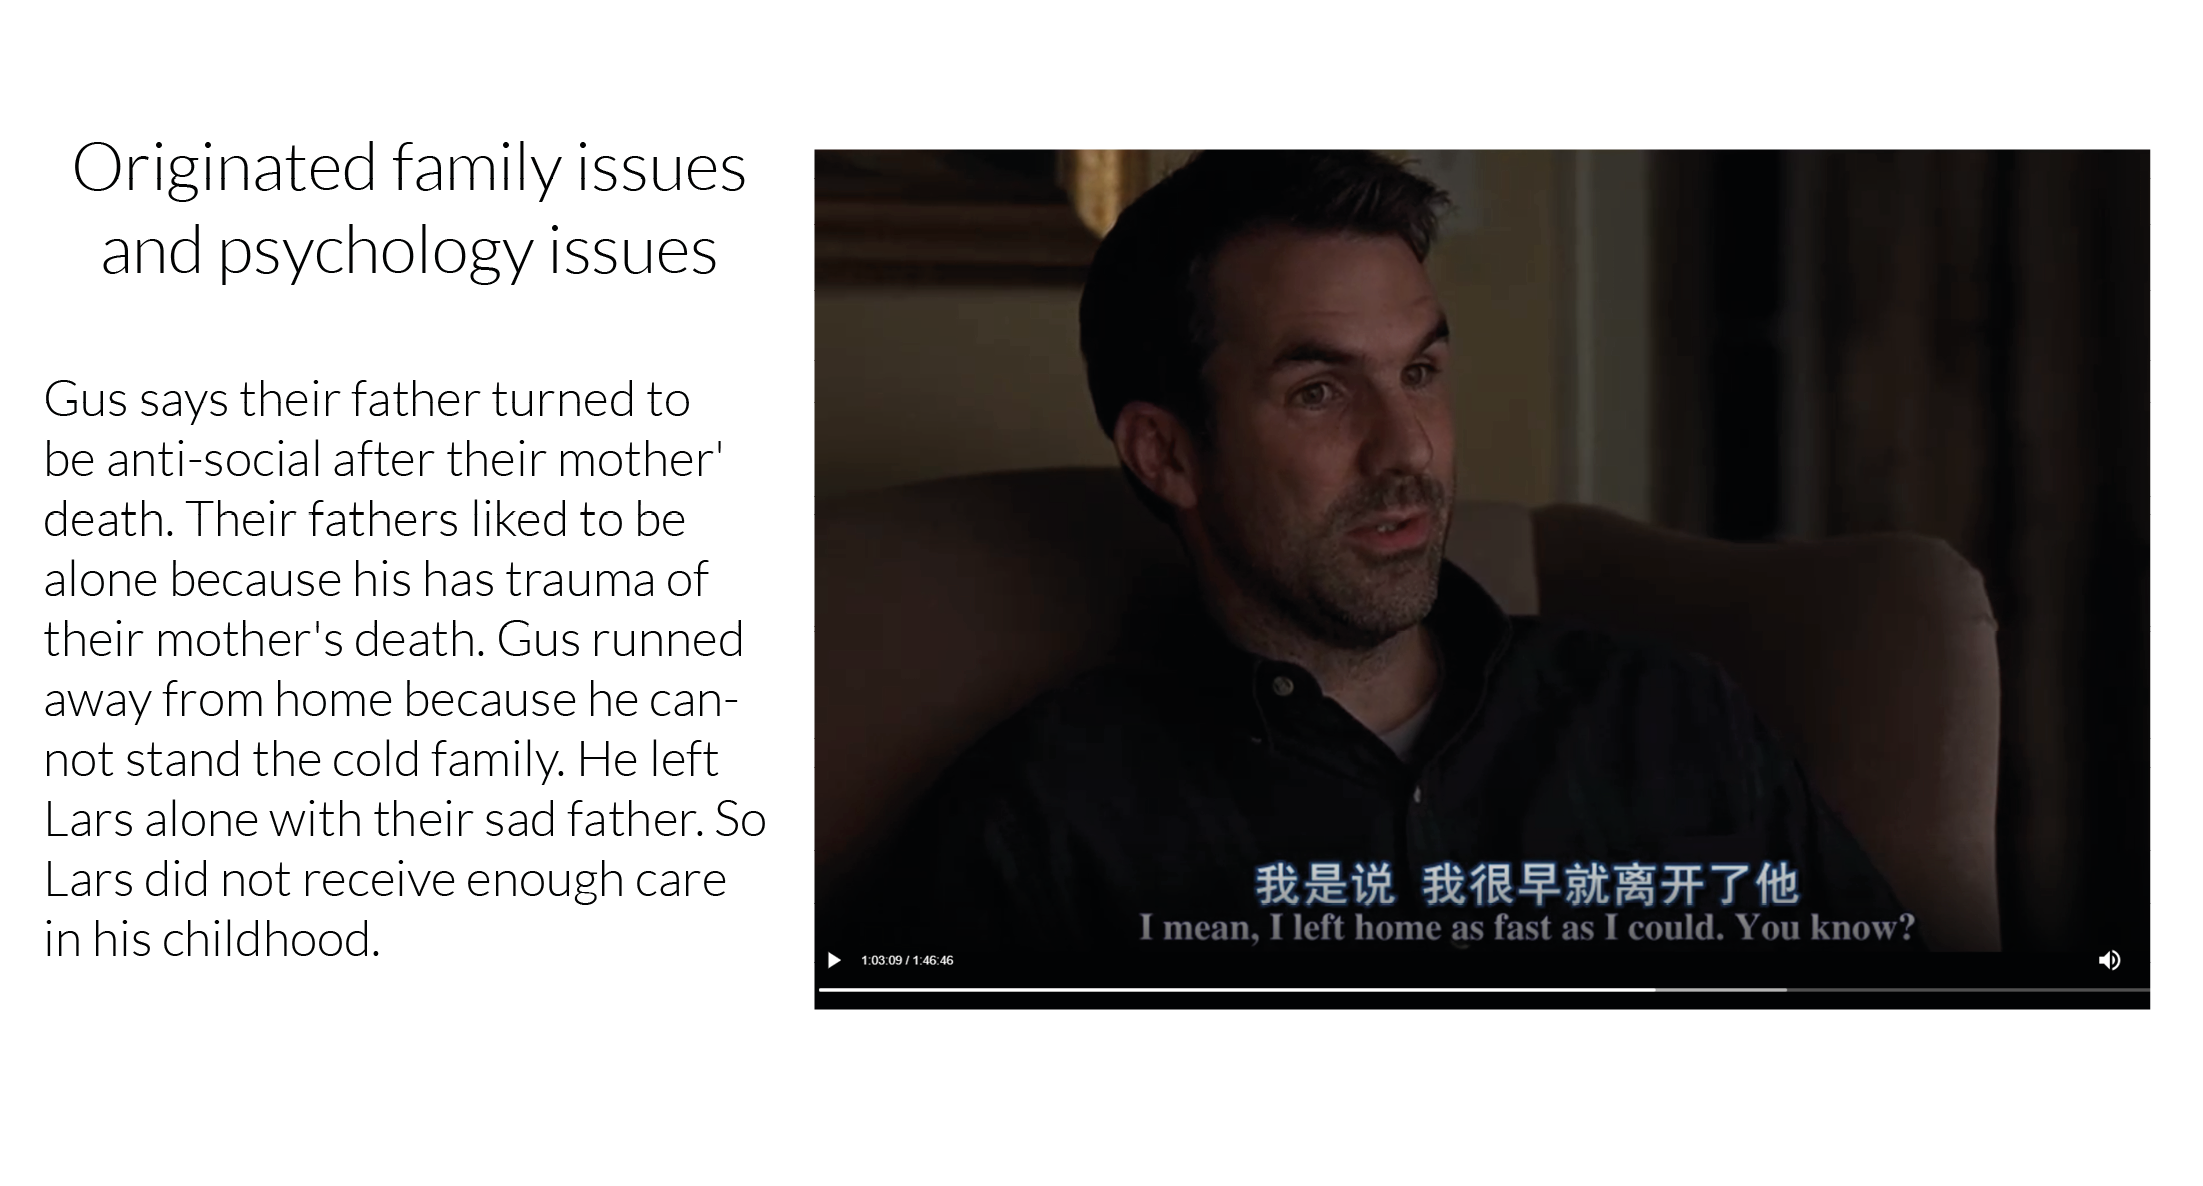 Originated family issues
and psychology issues
Gus says their father turned to
be anti-social after their mother'
death. Their fathers liked to be
alone because his has trauma of
their mother's death. Gus runned
away from home because he can-
not stand the cold family. He left
Lars alone with their sad father. So
Lars did not receive enough care
in his childhood.
我是说 我很早就离开了他
I mean, I left home as fast as I could. You know?
1:03:09 / 1:46:46